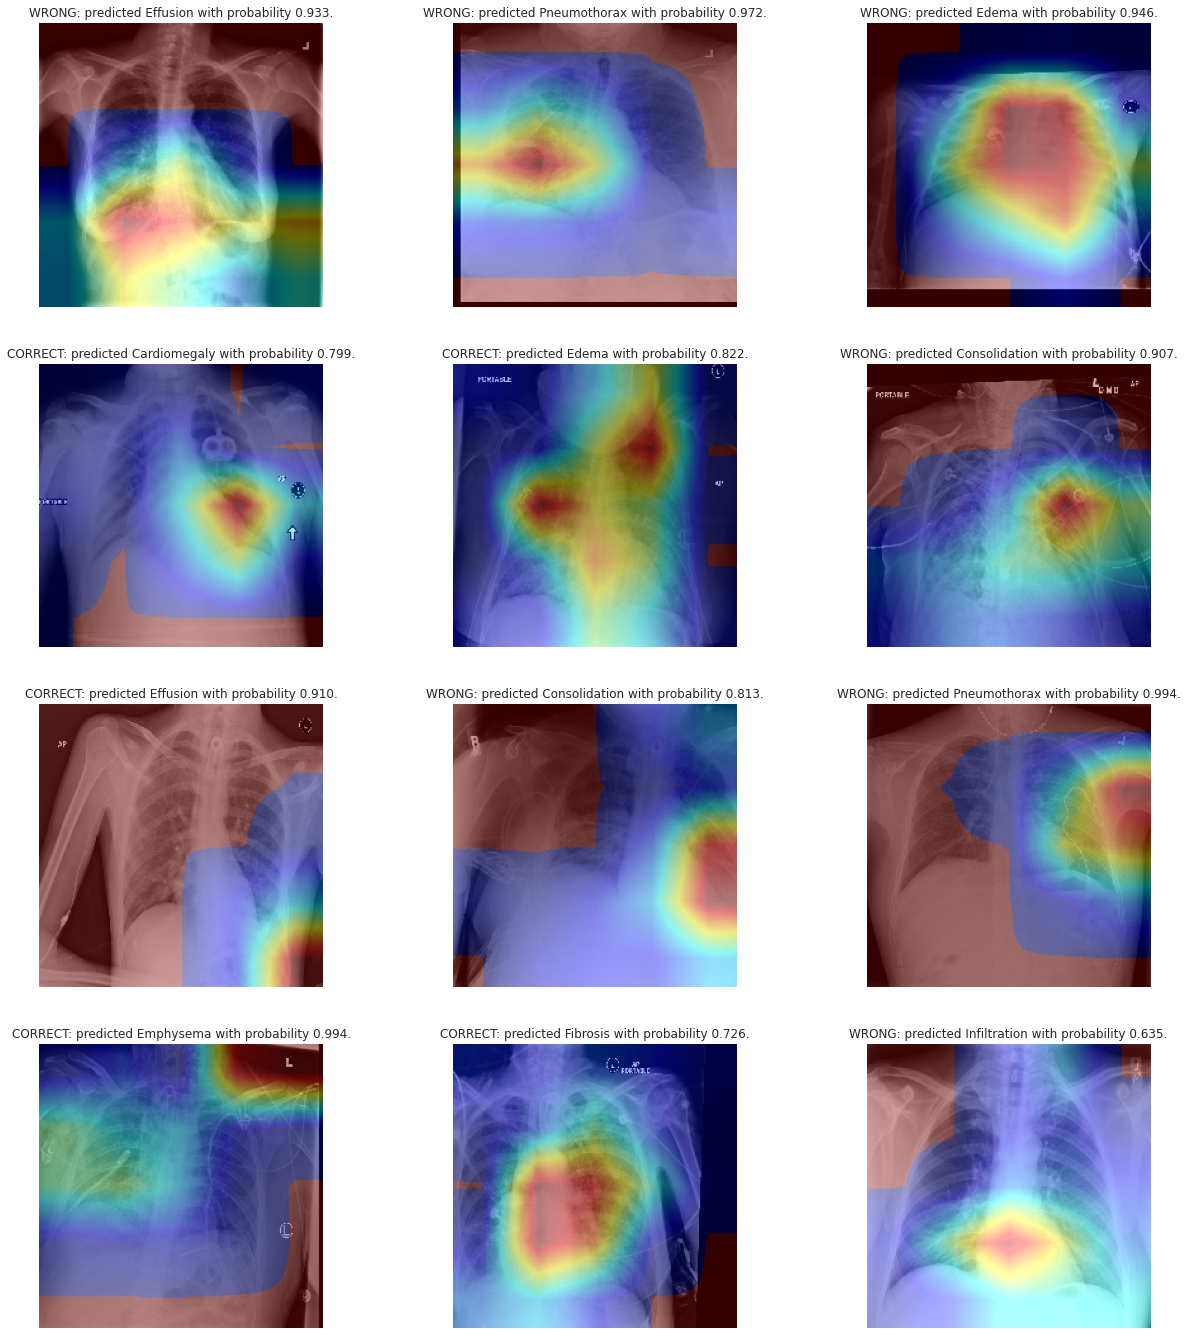 WRONG: predicted Effusion with probability 0.933.
WRONG: predicted Pneumothorax with probability 0.972.
WRONG: predicted Edema with probability 0.946.
L
L
CORRECT: predicted Cardiomegaly with probability 0.799.
CORRECT: predicted Edema with probability 0.822.
WRONG: predicted Consolidation with probability 0.907.
PORTABLE
L
AP
PORTABLE
L
AP
CORRECT: predicted Effusion with probability 0.910.
WRONG: predicted Consolidation with probability 0.813.
WRONG: predicted Pneumothorax with probability 0.994.
AP
R
CORRECT: predicted Emphysema with probability 0.994.
CORRECT: predicted Fibrosis with probability 0.726.
WRONG: predicted Infiltration with probability 0.635.
L
L
AP
PORTABLE
L